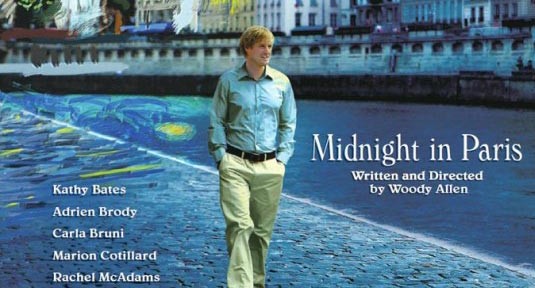 Midnight in Paris
Written and Directed
by Woody Allen
Kathy Bates
Adrien Brody
Carla Bruni
Marion Cotillard
Rachel McAdams